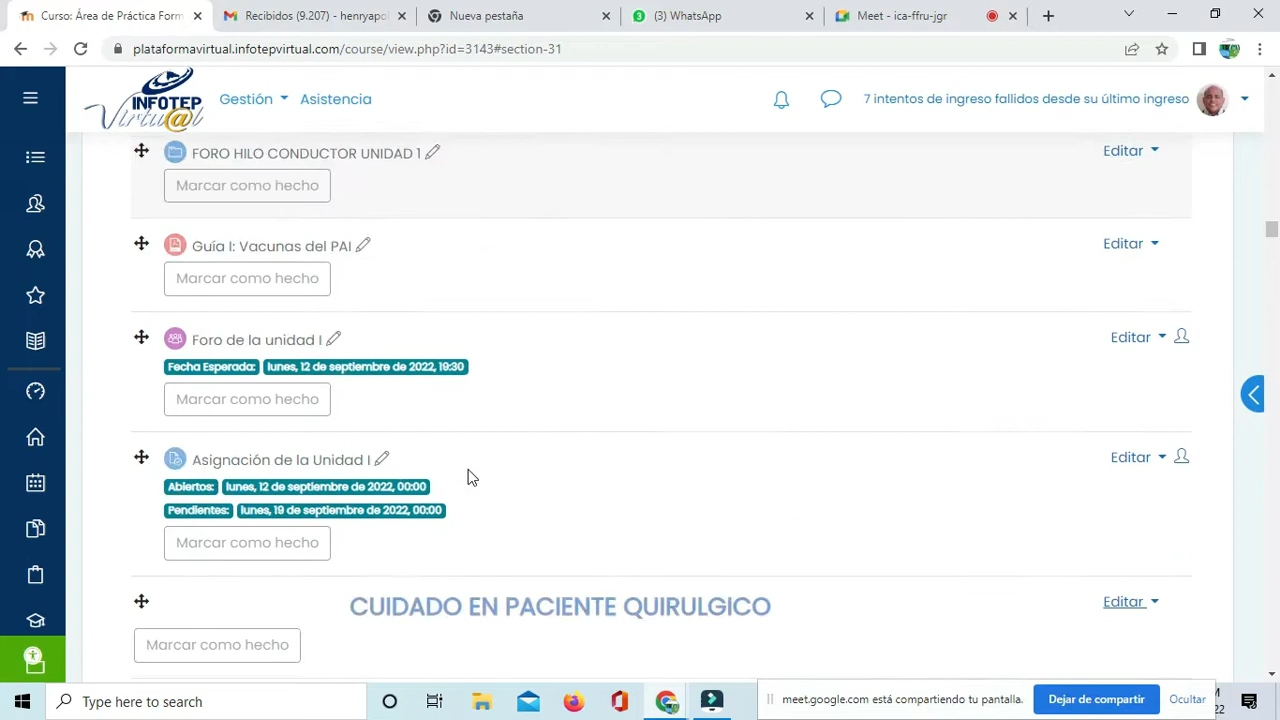 Curso: Área de Práctica Form
Recibidos (9.207) - henryapdl
Nueva pestaña
(3) WhatsApp
Meet - ica-ffru-jgr
plataformavirtual.infotepvirtual.com/course/view.php?id=3143#section-31
INFOTEP
Virtu@l
Gestión
Asistencia
7 intentos de ingreso fallidos desde su último ingreso
FORO HILO CONDUCTOR UNIDAD 1
Editar
Marcar como hecho
Guía I: Vacunas del PAI
Editar
Marcar como hecho
Foro de la unidad I
Editar
Fecha Esperada: lunes, 12 de septiembre de 2022, 19:30
Marcar como hecho
Asignación de la Unidad I
Editar
Abiertos: lunes, 12 de septiembre de 2022, 00:00
Pendientes: lunes, 19 de septiembre de 2022, 00:00
Marcar como hecho
CUIDADO EN PACIENTE QUIRULGICO
Editar
Marcar como hecho
Type here to search
meet.google.com está compartiendo tu pantalla.
Dejar de compartir
Ocultar